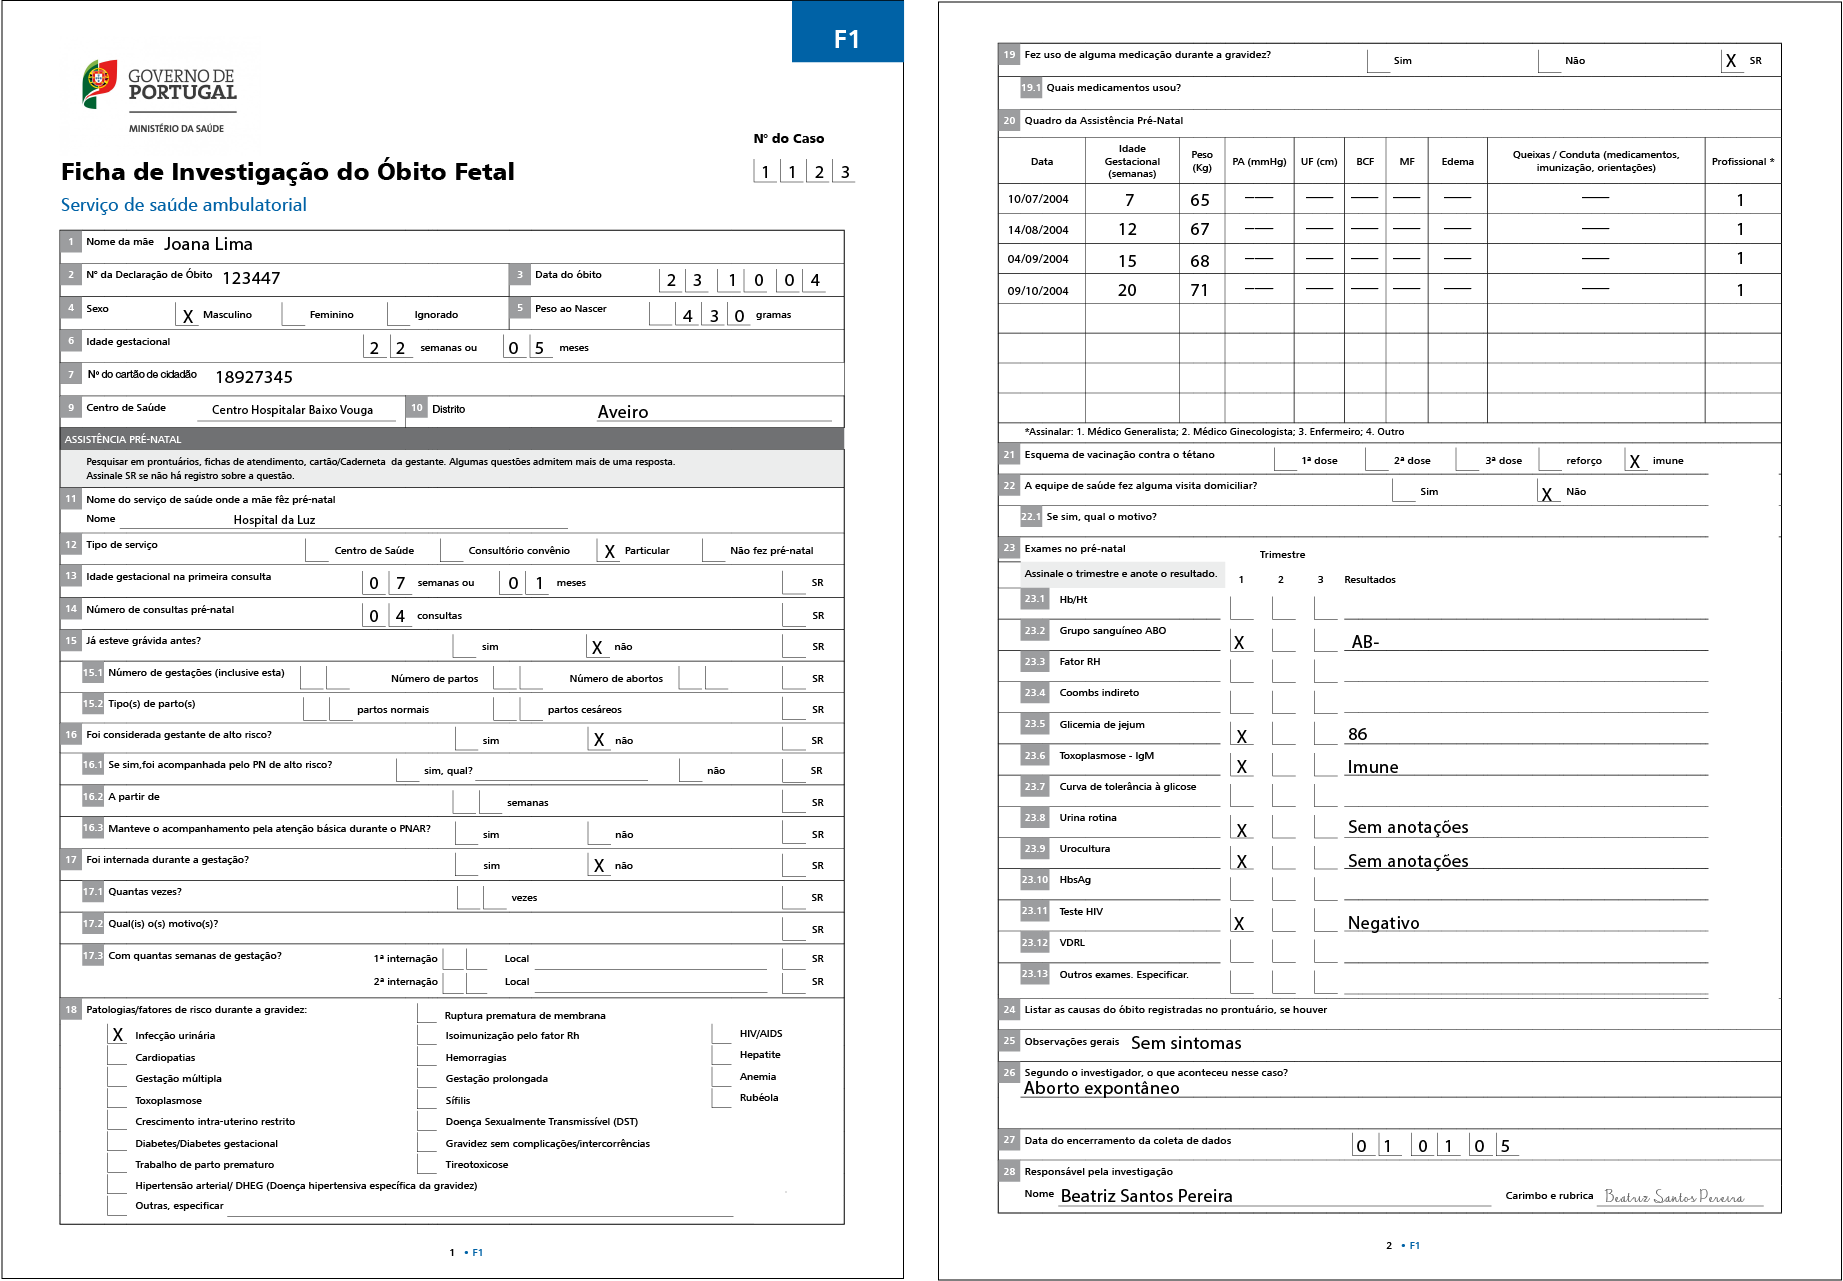 F1
GOVERNO DE
PORTUGAL
MINISTÉRIO DA SAÚDE
N° do Caso
1 1 2 3
Ficha de Investigação do Óbito Fetal
Serviço de saúde ambulatorial
1 Nome da mãe Joana Lima
2 N° da Declaração de Óbito 123447 3 Data do óbito 2 3 1 0 0 4
4 Sexo X Masculino Feminino Ignorado 5 Peso ao Nascer 4 3 0 gramas
6 Idade gestacional 2 2 semanas ou 0 5 meses
7 Nº do cartão de cidadão 18927345
9 Centro de Saúde Centro Hospitalar Baixo Vouga 10 Distrito Aveiro
ASSISTÊNCIA PRÉ-NATAL
Pesquisar em prontuários, fichas de atendimento, cartão/Caderneta da gestante. Algumas questões admitem mais de uma resposta.
Assinale SR se não há registro sobre a questão.
11 Nome do serviço de saúde onde a mãe fêz pré-natal
Nome Hospital da Luz
12 Tipo de serviço Centro de Saúde Consultório convênio X Particular Não fez pré-natal
13 Idade gestacional na primeira consulta 0 7 semanas ou 0 1 meses SR
14 Número de consultas pré-natal 0 4 consultas SR
15 Já esteve grávida antes? sim X não SR
15.1 Número de gestações (inclusive esta) Número de partos Número de abortos SR
15.2 Tipo(s) de parto(s) partos normais partos cesáreos SR
16 Foi considerada gestante de alto risco? sim X não SR
16.1 Se sim,foi acompanhada pelo PN de alto risco? sim, qual? não SR
16.2 A partir de semanas SR
16.3 Manteve o acompanhamento pela atenção básica durante o PNAR? sim não SR
17 Foi internada durante a gestação? sim X não SR
17.1 Quantas vezes? vezes SR
17.2 Qual(is) o(s) motivo(s)? SR
17.3 Com quantas semanas de gestação? 1ª internação Local SR
2ª internação Local SR
18 Patologias/fatores de risco durante a gravidez: Ruptura prematura de membrana
X Infecção urinária Isoimunização pelo fator Rh HIV/AIDS
Cardiopatias Hemorragias Hepatite
Gestação múltipla Gestação prolongada Anemia
Toxoplasmose Sífilis Rubéola
Crescimento intra-uterino restrito Doença Sexualmente Transmissível (DST)
Diabetes/Diabetes gestacional Gravidez sem complicações/intercorrências
Trabalho de parto prematuro Tireotoxicose
Hipertensão arterial/ DHEG (Doença hipertensiva específica da gravidez)
Outras, especificar
1 • F1
19 Fez uso de alguma medicação durante a gravidez? Sim Não X SR
19.1 Quais medicamentos usou?
20 Quadro da Assistência Pré-Natal
Data Idade Gestacional (semanas) Peso (Kg) PA (mmHg) UF (cm) BCF MF Edema Queixas / Conduta (medicamentos, imunização, orientações) Profissional *
10/07/2004 7 65 — — — — — — 1
14/08/2004 12 67 — — — — — — 1
04/09/2004 15 68 — — — — — — 1
09/10/2004 20 71 — — — — — — 1
*Assinalar: 1. Médico Generalista; 2. Médico Ginecologista; 3. Enfermeiro; 4. Outro
21 Esquema de vacinação contra o tétano 1ª dose 2ª dose 3ª dose reforço X imune
22 A equipe de saúde fez alguma visita domiciliar? Sim X Não
22.1 Se sim, qual o motivo?
23 Exames no pré-natal Trimestre
Assinale o trimestre e anote o resultado. 1 2 3 Resultados
23.1 Hb/Ht
23.2 Grupo sanguíneo ABO X AB-
23.3 Fator RH
23.4 Coombs indireto
23.5 Glicemia de jejum X 86
23.6 Toxoplasmose - IgM X Imune
23.7 Curva de tolerância à glicose
23.8 Urina rotina X Sem anotações
23.9 Urocultura X Sem anotações
23.10 HbsAg
23.11 Teste HIV X Negativo
23.12 VDRL
23.13 Outros exames. Especificar.
24 Listar as causas do óbito registradas no prontuário, se houver
25 Observações gerais Sem sintomas
26 Segundo o investigador, o que aconteceu nesse caso?
Aborto expontâneo
27 Data do encerramento da coleta de dados 0 1 0 1 0 5
28 Responsável pela investigação
Nome Beatriz Santos Pereira Carimbo e rubrica Beatriz Santos Pereira
2 • F1